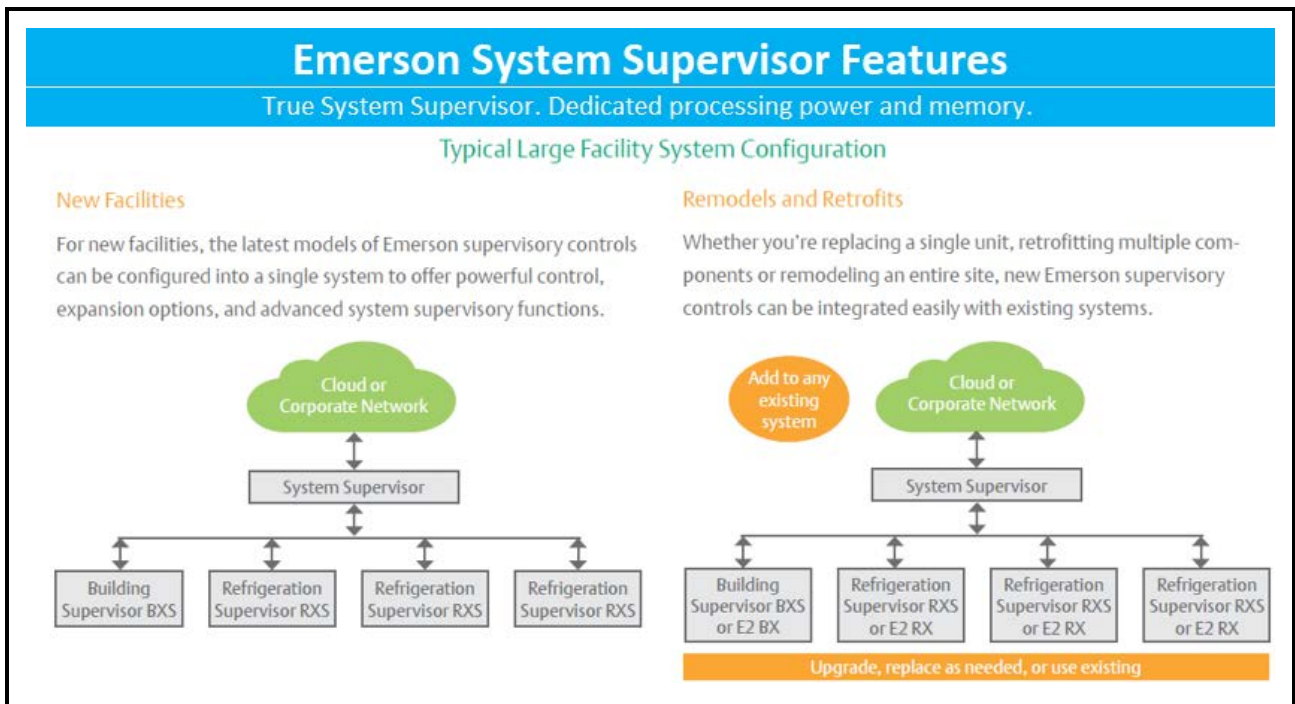 Emerson System Supervisor Features
True System Supervisor. Dedicated processing power and memory.
Typical Large Facility System Configuration
New Facilities
For new facilities, the latest models of Emerson supervisory controls
can be configured into a single system to offer powerful control,
expansion options, and advanced system supervisory functions.
Cloud or
Corporate Network
System Supervisor
Building
Supervisor BXS
Refrigeration
Supervisor RXS
Refrigeration
Supervisor RXS
Refrigeration
Supervisor RXS
Remodels and Retrofits
Whether you're replacing a single unit, retrofitting multiple com-
ponents or remodeling an entire site, new Emerson supervisory
controls can be integrated easily with existing systems.
Add to any
existing
system
Cloud or
Corporate Network
System Supervisor
Building
Supervisor BXS
or E2 BX
Refrigeration
Supervisor RXS
or E2 RX
Refrigeration
Supervisor RXS
or E2 RX
Refrigeration
Supervisor RXS
or E2 RX
Upgrade, replace as needed, or use existing